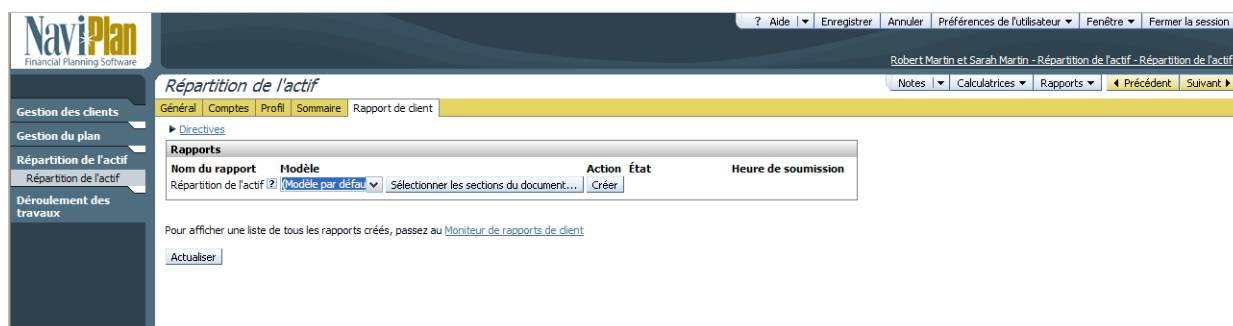 NaviPlan
Financial Planning Software
? Aide Enregistrer Annuler Préférences de l'utilisateur Fenêtre Fermer la session
Robert Martin et Sarah Martin - Répartition de l'actif - Répartition de l'actif
Répartition de l'actif
Notes Calculatrices Rapports Précédent Suivant
Général Comptes Profil Sommaire Rapport de client
Gestion des clients
Gestion du plan
Répartition de l'actif
Répartition de l'actif
Déroulement des
travaux
Directives
Rapports
Nom du rapport Modèle Action État Heure de soumission
Répartition de l'actif ? (Modèle par défau Sélectionner les sections du document... Créer
Pour afficher une liste de tous les rapports créés, passez au Moniteur de rapports de client
Actualiser